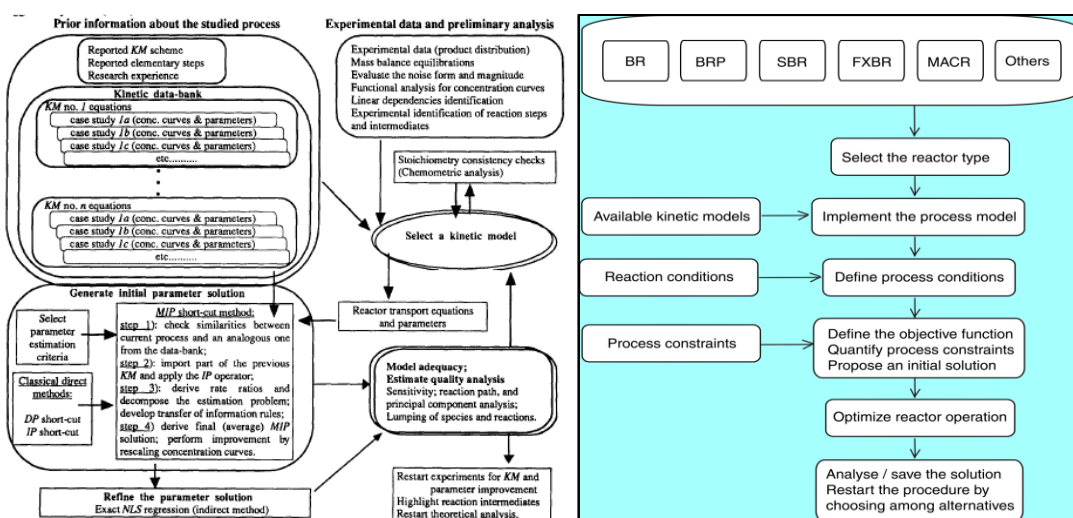 Prior information about the studied process
Reported KM scheme
Reported elementary steps
Research experience
Kinetic data-bank
KM no. 1 equations
case study 1a (conc. curves & parameters)
case study 1b (conc. curves & parameters)
case study 1c (conc. curves & parameters)
etc..........
KM no. n equations
case study 1a (conc. curves & parameters)
case study 1b (conc. curves & parameters)
case study 1c (conc. curves & parameters)
etc..........
Generate initial parameter solution
Select
parameter
estimation
criteria
Classical direct
methods:
DP short-cut
IP short-cut
MIP short-cut method:
step 1): check similarities between
current process and an analogous one
from the data-bank;
step 2): import part of the previous
KM and apply the IP operator;
step 3): derive rate ratios and
decompose the estimation problem;
develop transfer of information rules;
step 4) derive final (average) MIP
solution; perform improvement by
rescaling concentration curves.
Refine the parameter solution
Exact NLS regression (indirect method)
Experimental data and preliminary analysis
Experimental data (product distribution)
Mass balance equilibrations
Evaluate the noise form and magnitude
Functional analysis for concentration curves
Linear dependencies identification
Experimental identification of reaction steps
and intermediates
Stoichiometry consistency checks
(Chemometric analysis)
Select a kinetic model
Reactor transport equations
and parameters
Model adequacy;
Estimate quality analysis
Sensitivity; reaction path, and
principal component analysis;
Lumping of species and reactions.
Restart experiments for KM and
parameter improvement
Highlight reaction intermediates
Restart theoretical analysis.
BR
BRP
SBR
FXBR
MACR
Others
Select the reactor type
Available kinetic models
Implement the process model
Reaction conditions
Define process conditions
Process constraints
Define the objective function
Quantify process constraints
Propose an initial solution
Optimize reactor operation
Analyse / save the solution
Restart the procedure by
choosing among alternatives